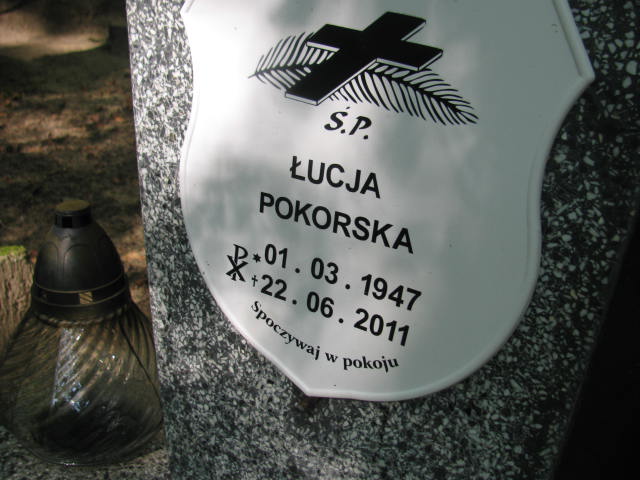 Ś.P.
ŁUCJA
POKORSKA
* 01 . 03 . 1947
† 22 . 06 . 2011
Spoczywaj w pokoju